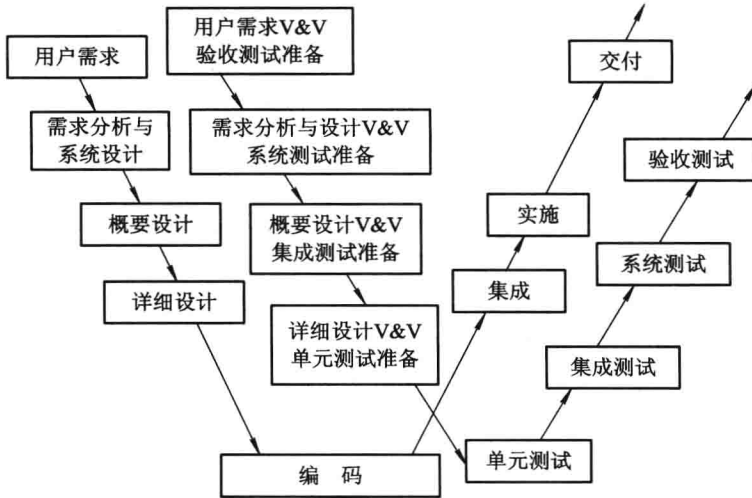 用户需求
用户需求V&V
验收测试准备
交付
需求分析与
系统设计
需求分析与设计V&V
系统测试准备
验收测试
概要设计
概要设计V&V
集成测试准备
实施
系统测试
详细设计
集成
详细设计V&V
单元测试准备
集成测试
编 码
单元测试